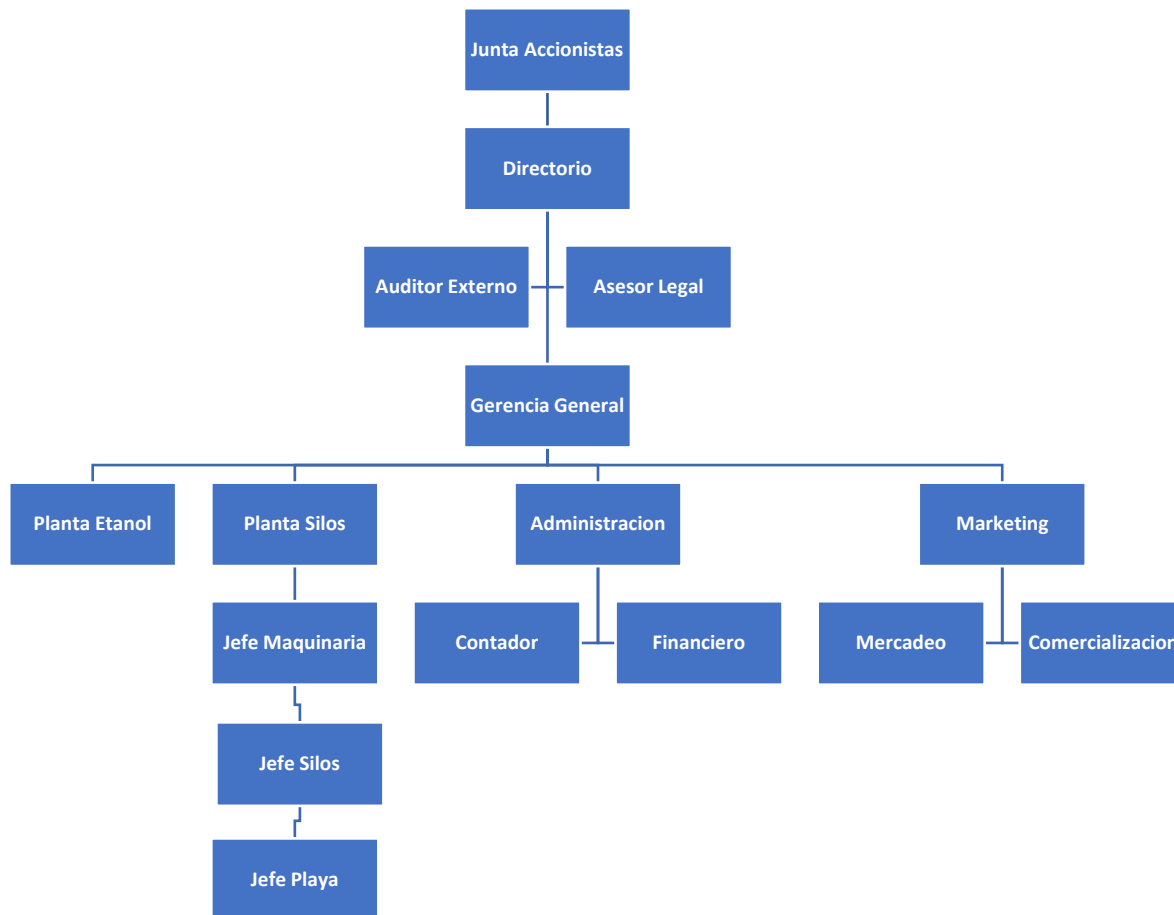 Junta Accionistas
Directorio
Auditor Externo
Asesor Legal
Gerencia General
Planta Etanol
Planta Silos
Administracion
Marketing
Jefe Maquinaria
Contador
Financiero
Mercadeo
Comercializacion
Jefe Silos
Jefe Playa